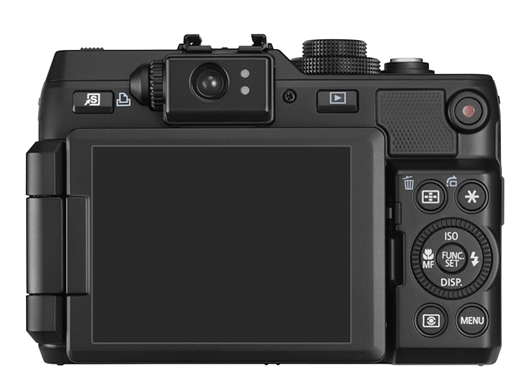 S
ISO
MF
FUNC.
SET
DISP.
MENU